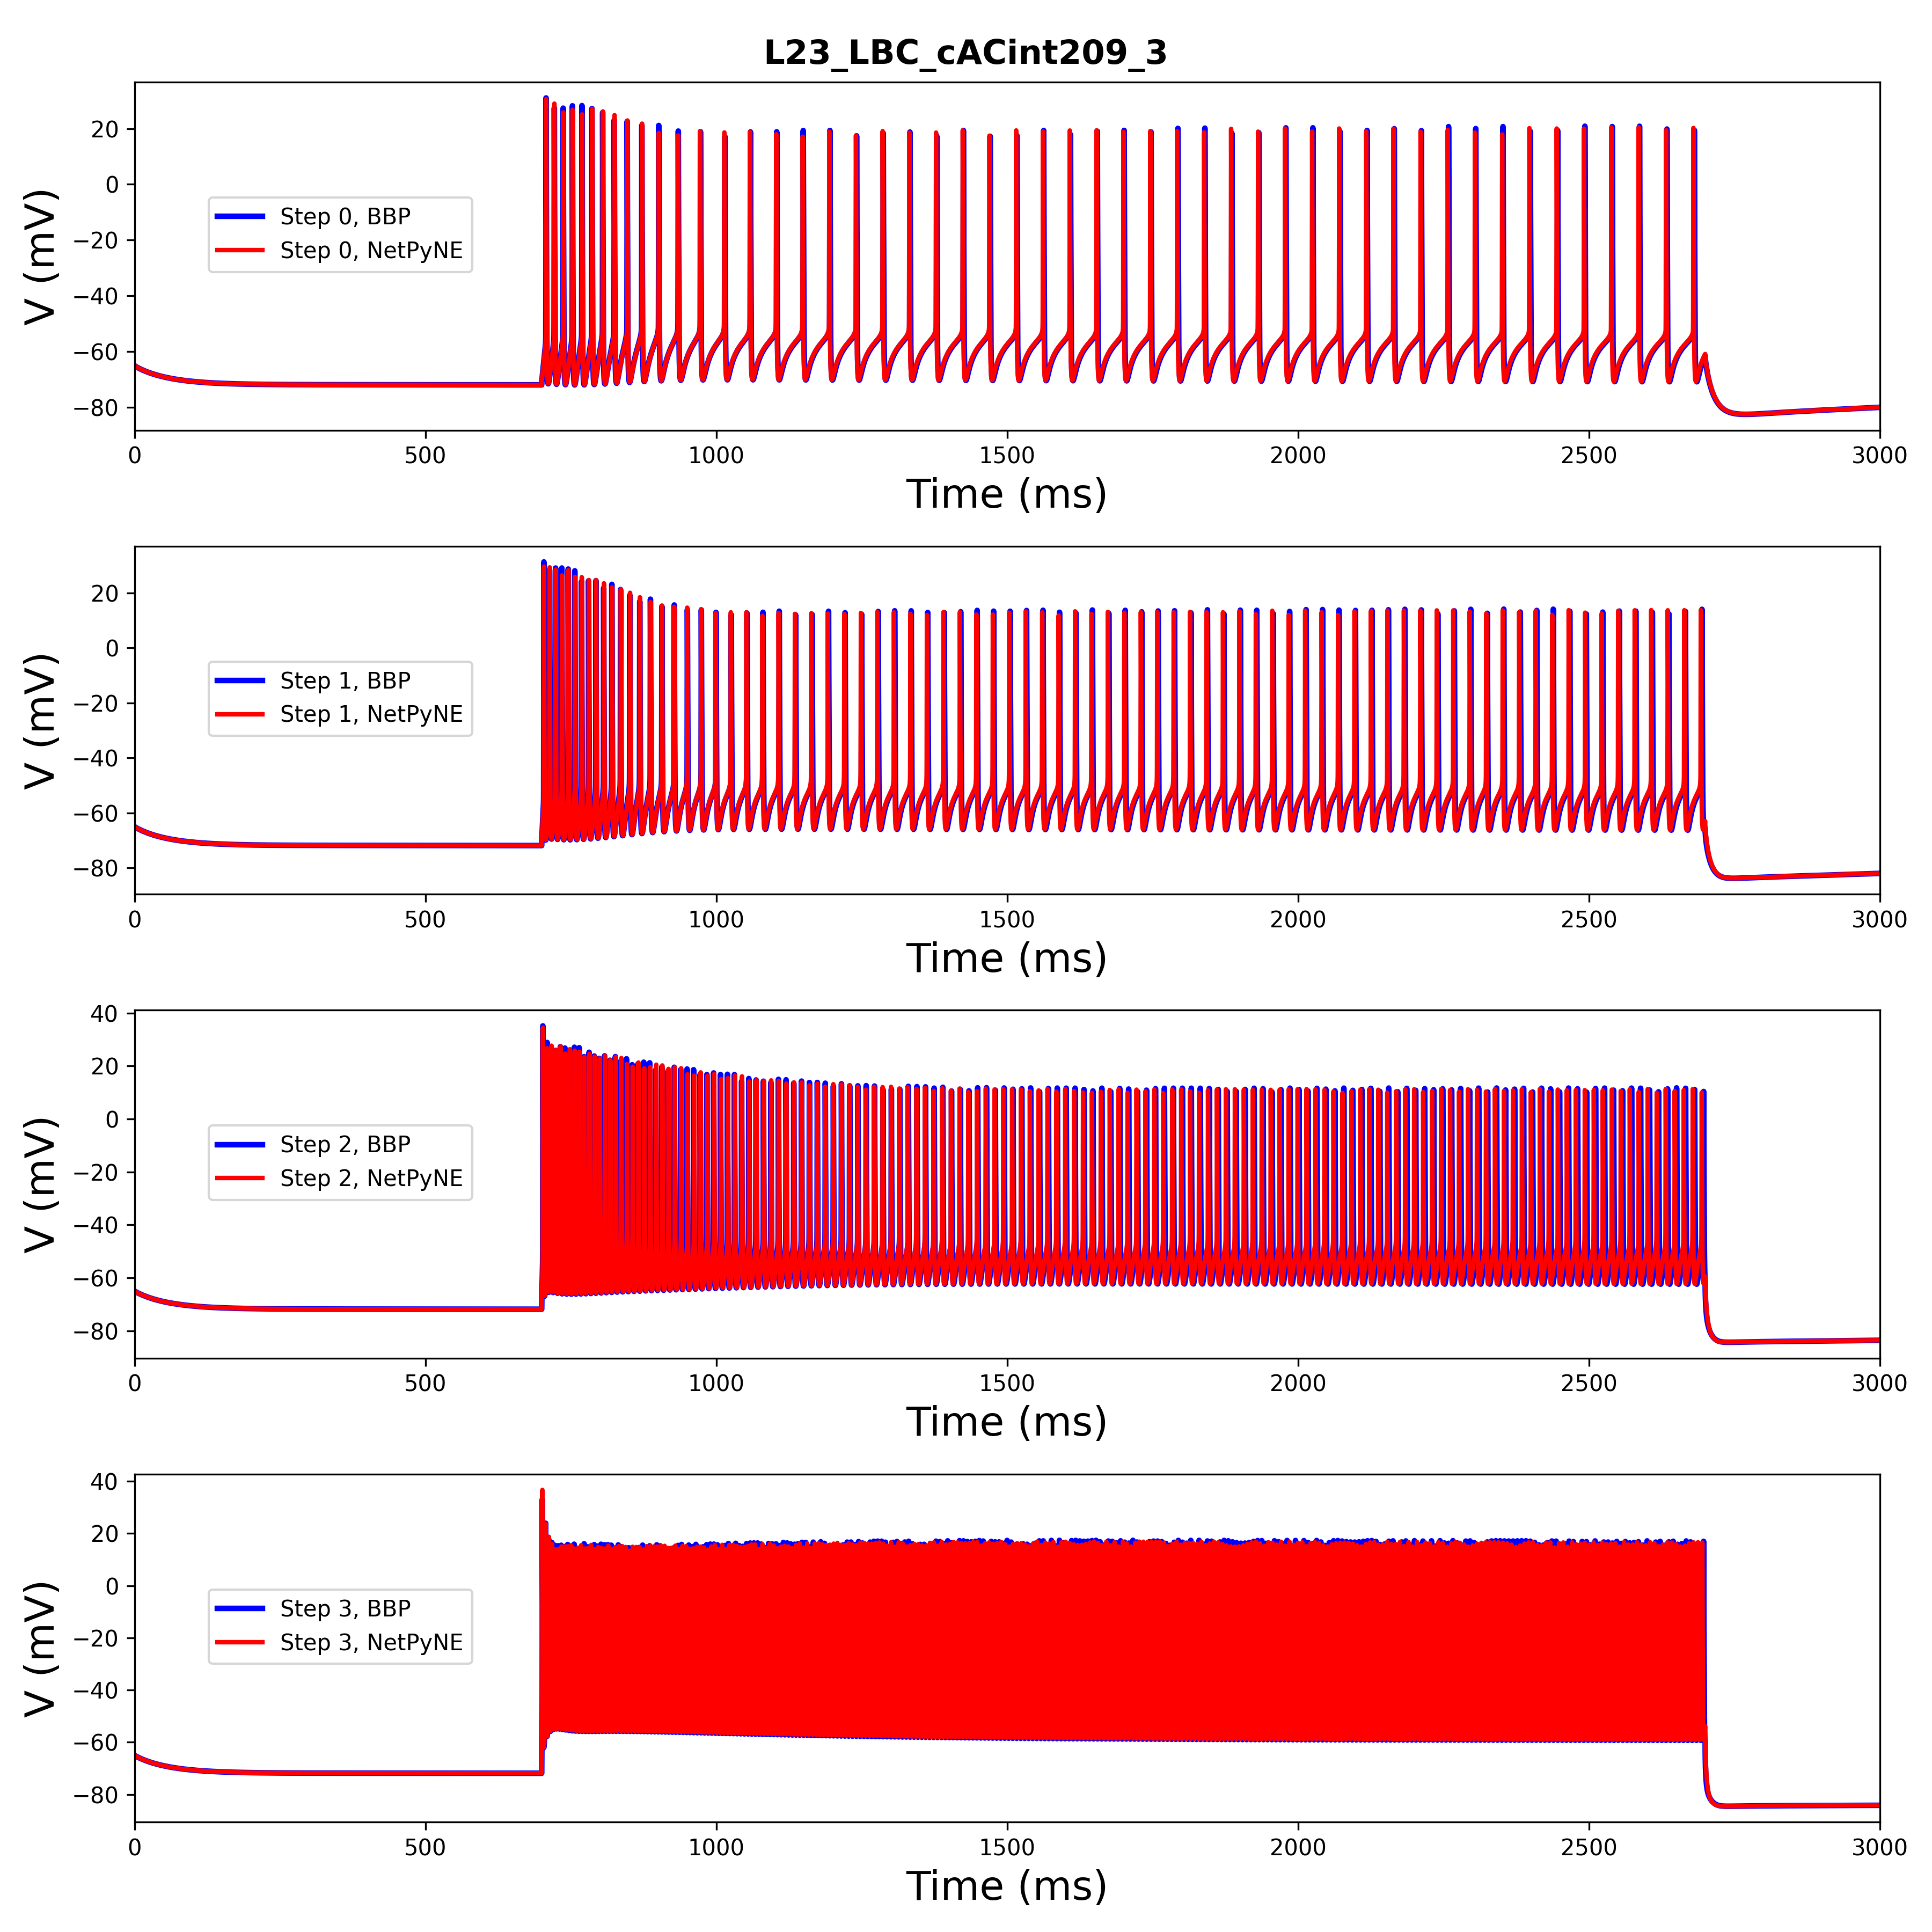 L23_LBC_cACint209_3
20
0
−20
−40
−60
−80
V (mV)
Step 0, BBP
Step 0, NetPyNE
0 500 1000 1500 2000 2500 3000
Time (ms)
20
0
−20
−40
−60
−80
V (mV)
Step 1, BBP
Step 1, NetPyNE
0 500 1000 1500 2000 2500 3000
Time (ms)
40
20
0
−20
−40
−60
−80
V (mV)
Step 2, BBP
Step 2, NetPyNE
0 500 1000 1500 2000 2500 3000
Time (ms)
40
20
0
−20
−40
−60
−80
V (mV)
Step 3, BBP
Step 3, NetPyNE
0 500 1000 1500 2000 2500 3000
Time (ms)